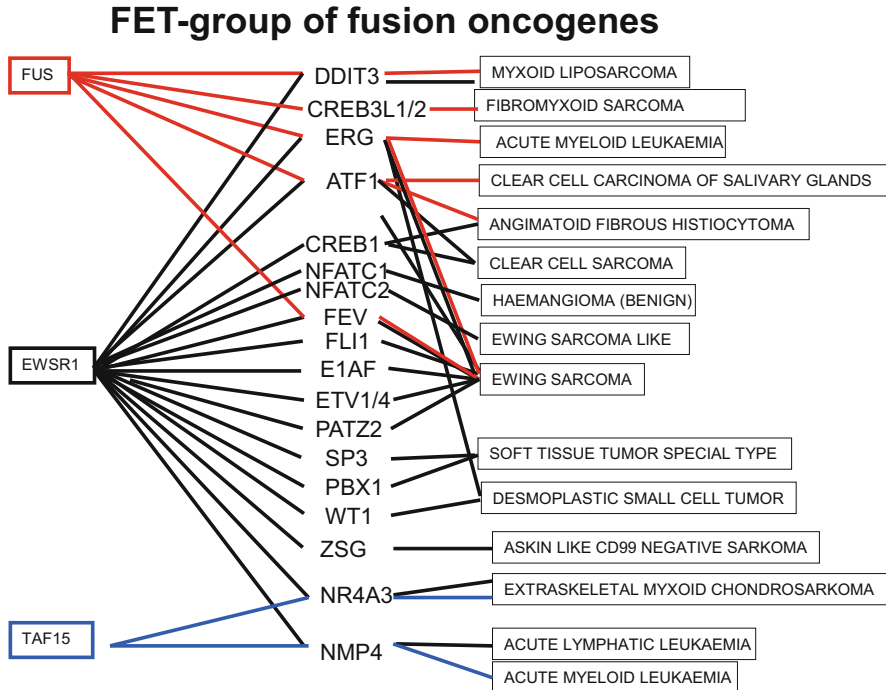 FET-group of fusion oncogenes
FUS
EWSR1
TAF15
DDIT3
CREB3L1/2
ERG
ATF1
CREB1
NFATC1
NFATC2
FEV
FLI1
E1AF
ETV1/4
PATZ2
SP3
PBX1
WT1
ZSG
NR4A3
NMP4
MYXOID LIPOSARCOMA
FIBROMYXOID SARCOMA
ACUTE MYELOID LEUKAEMIA
CLEAR CELL CARCINOMA OF SALIVARY GLANDS
ANGIMATOID FIBROUS HISTIOCYTOMA
CLEAR CELL SARCOMA
HAEMANGIOMA (BENIGN)
EWING SARCOMA LIKE
EWING SARCOMA
SOFT TISSUE TUMOR SPECIAL TYPE
DESMOPLASTIC SMALL CELL TUMOR
ASKIN LIKE CD99 NEGATIVE SARKOMA
EXTRASKELETAL MYXOID CHONDROSARKOMA
ACUTE LYMPHATIC LEUKAEMIA
ACUTE MYELOID LEUKAEMIA